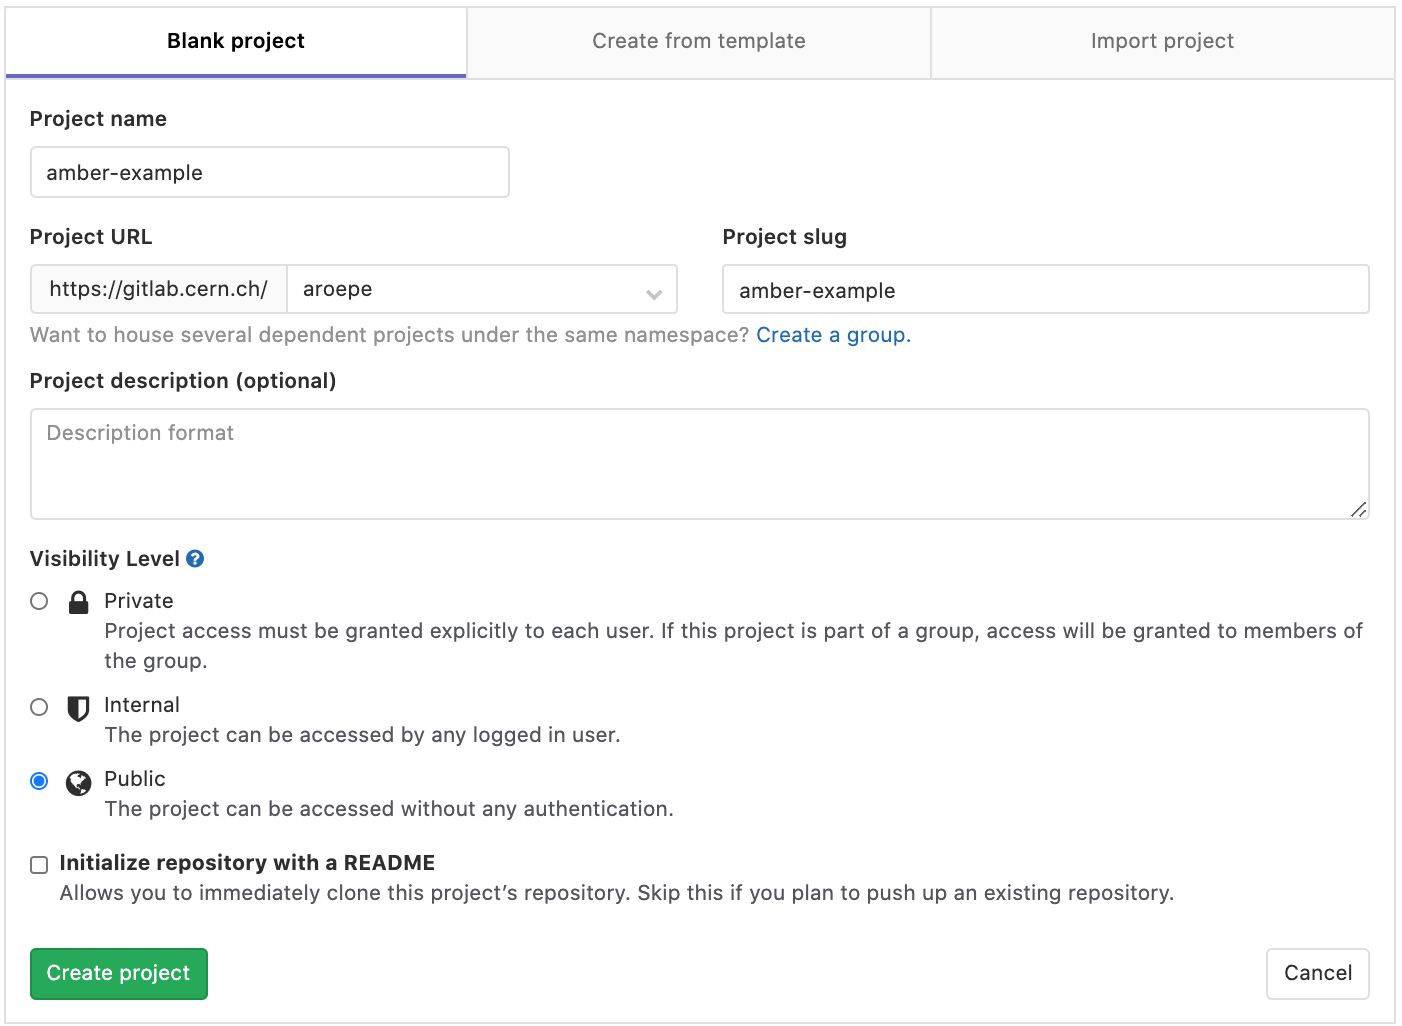 Blank project
Create from template
Import project
Project name
amber-example
Project URL
Project slug
https://gitlab.cern.ch/
aroepe
amber-example
Want to house several dependent projects under the same namespace? Create a group.
Project description (optional)
Description format
Visibility Level ?
Private
Project access must be granted explicitly to each user. If this project is part of a group, access will be granted to members of
the group.
Internal
The project can be accessed by any logged in user.
Public
The project can be accessed without any authentication.
Initialize repository with a README
Allows you to immediately clone this project’s repository. Skip this if you plan to push up an existing repository.
Create project
Cancel